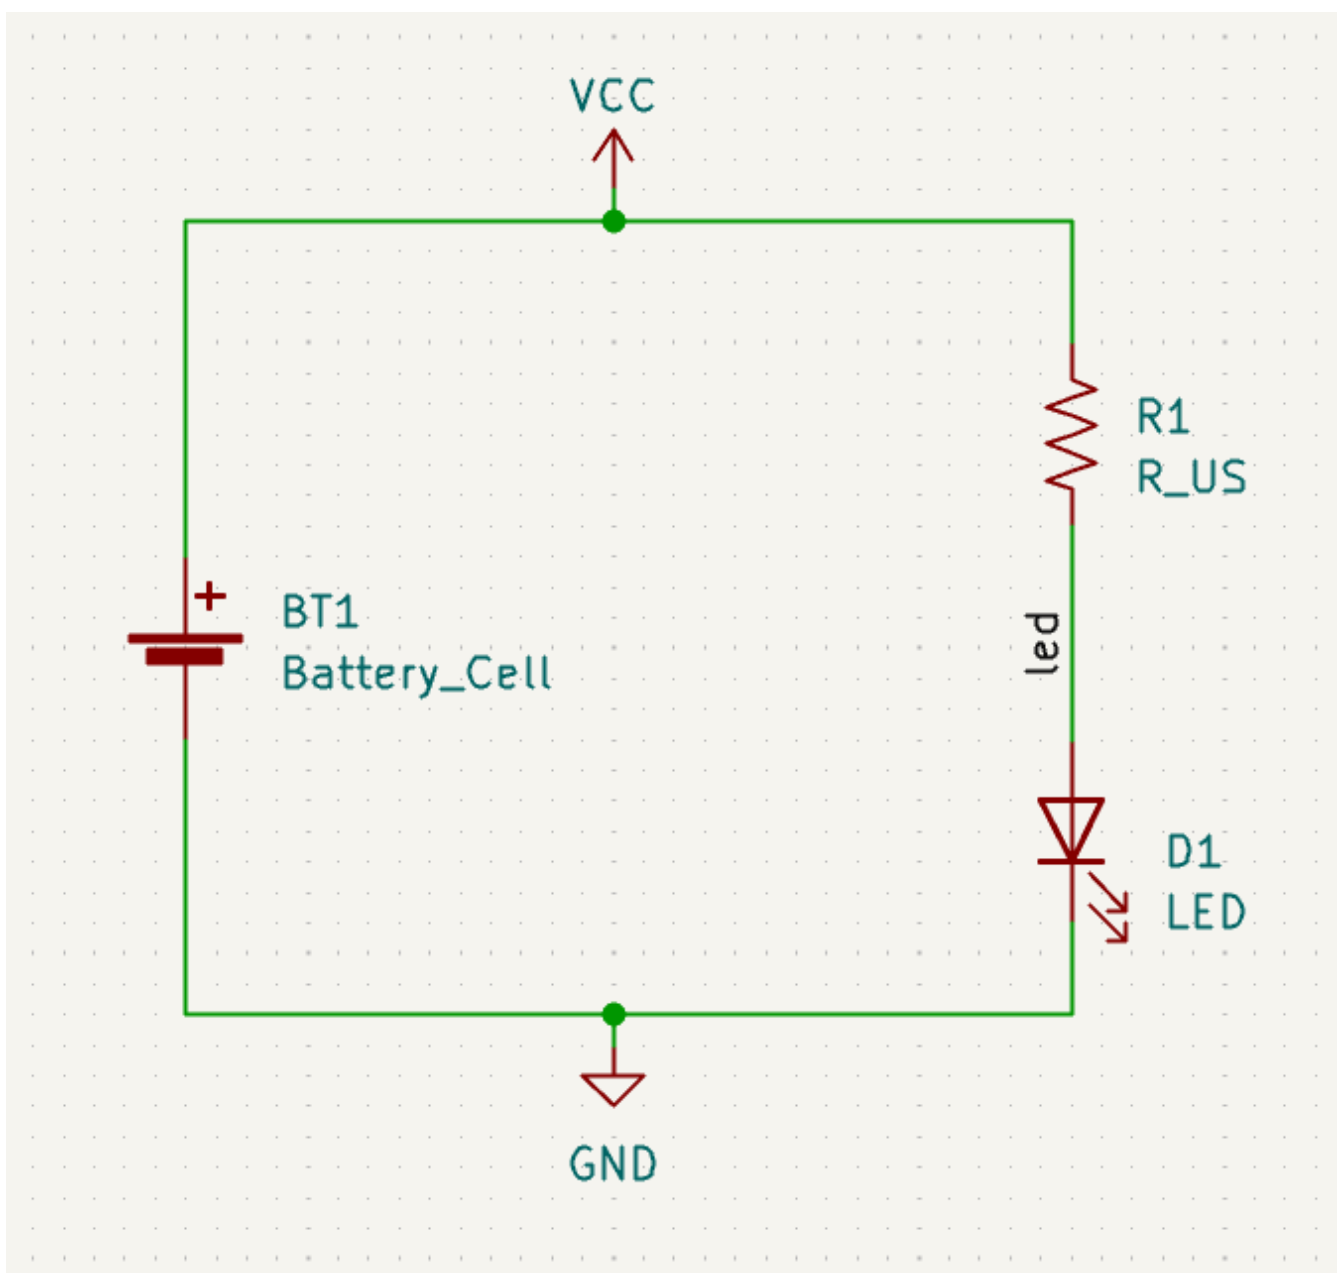 VCC
R1
R_US
BT1
Battery_Cell
led
D1
LED
GND